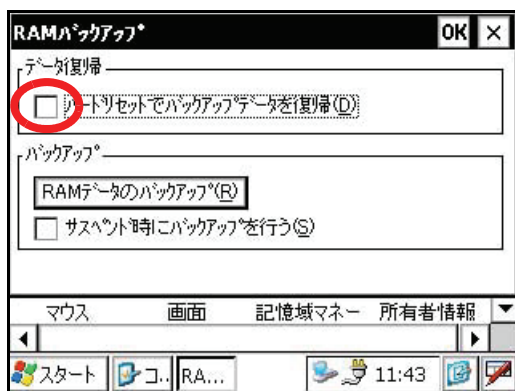 RAMﾊﾞｯｸｱｯﾌﾟ OK ×
ﾃﾞｰﾀ復帰
ﾊｰﾄﾞﾘｾｯﾄでﾊﾞｯｸｱｯﾌﾟﾃﾞｰﾀを復帰(D)
ﾊﾞｯｸｱｯﾌﾟ
RAMﾃﾞｰﾀのﾊﾞｯｸｱｯﾌﾟ(R)
ｻｽﾍﾟﾝﾄﾞ時にﾊﾞｯｸｱｯﾌﾟを行う(S)
マウス 画面 記憶域マネー 所有者情報
スタート コ.. RA... 11:43